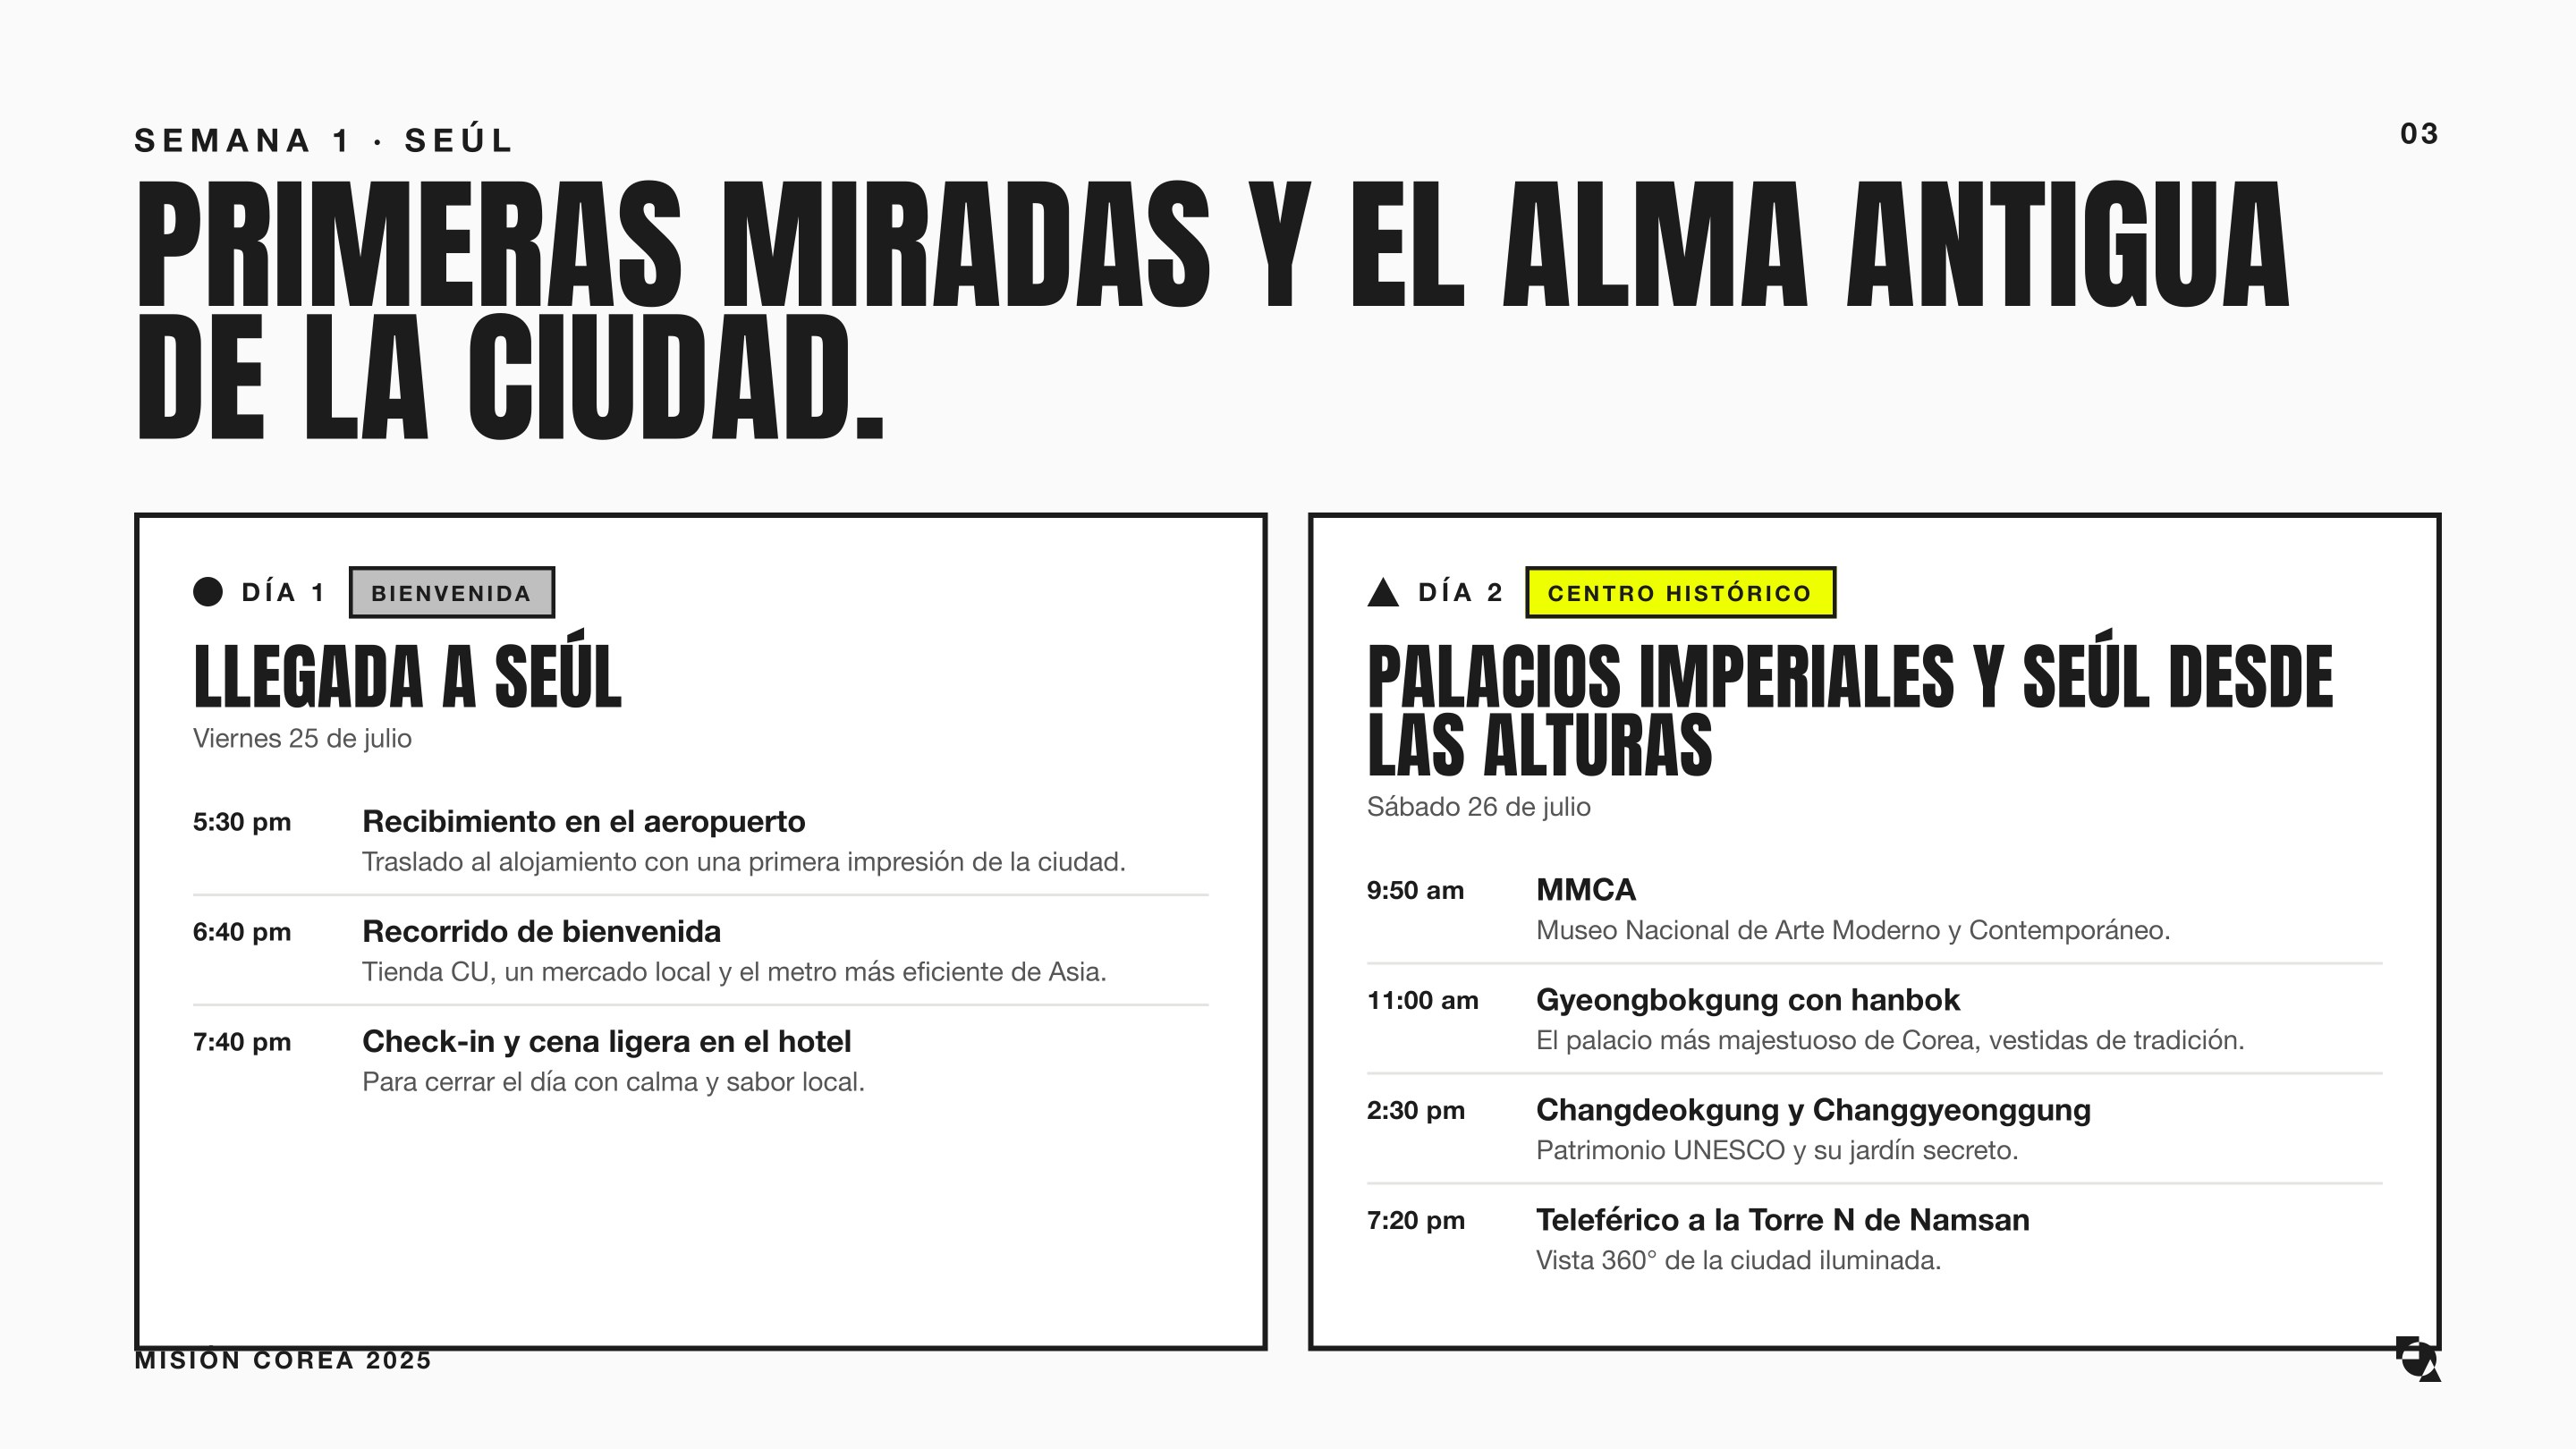 SEMANA 1 · SEÚL
03
PRIMERAS MIRADAS Y EL ALMA ANTIGUA
DE LA CIUDAD.
DÍA 1
BIENVENIDA
LLEGADA A SEÚL
Viernes 25 de julio
5:30 pm
Recibimiento en el aeropuerto
Traslado al alojamiento con una primera impresión de la ciudad.
6:40 pm
Recorrido de bienvenida
Tienda CU, un mercado local y el metro más eficiente de Asia.
7:40 pm
Check-in y cena ligera en el hotel
Para cerrar el día con calma y sabor local.
DÍA 2
CENTRO HISTÓRICO
PALACIOS IMPERIALES Y SEÚL DESDE
LAS ALTURAS
Sábado 26 de julio
9:50 am
MMCA
Museo Nacional de Arte Moderno y Contemporáneo.
11:00 am
Gyeongbokgung con hanbok
El palacio más majestuoso de Corea, vestidas de tradición.
2:30 pm
Changdeokgung y Changgyeonggung
Patrimonio UNESCO y su jardín secreto.
7:20 pm
Teleférico a la Torre N de Namsan
Vista 360° de la ciudad iluminada.
MISIÓN COREA 2025